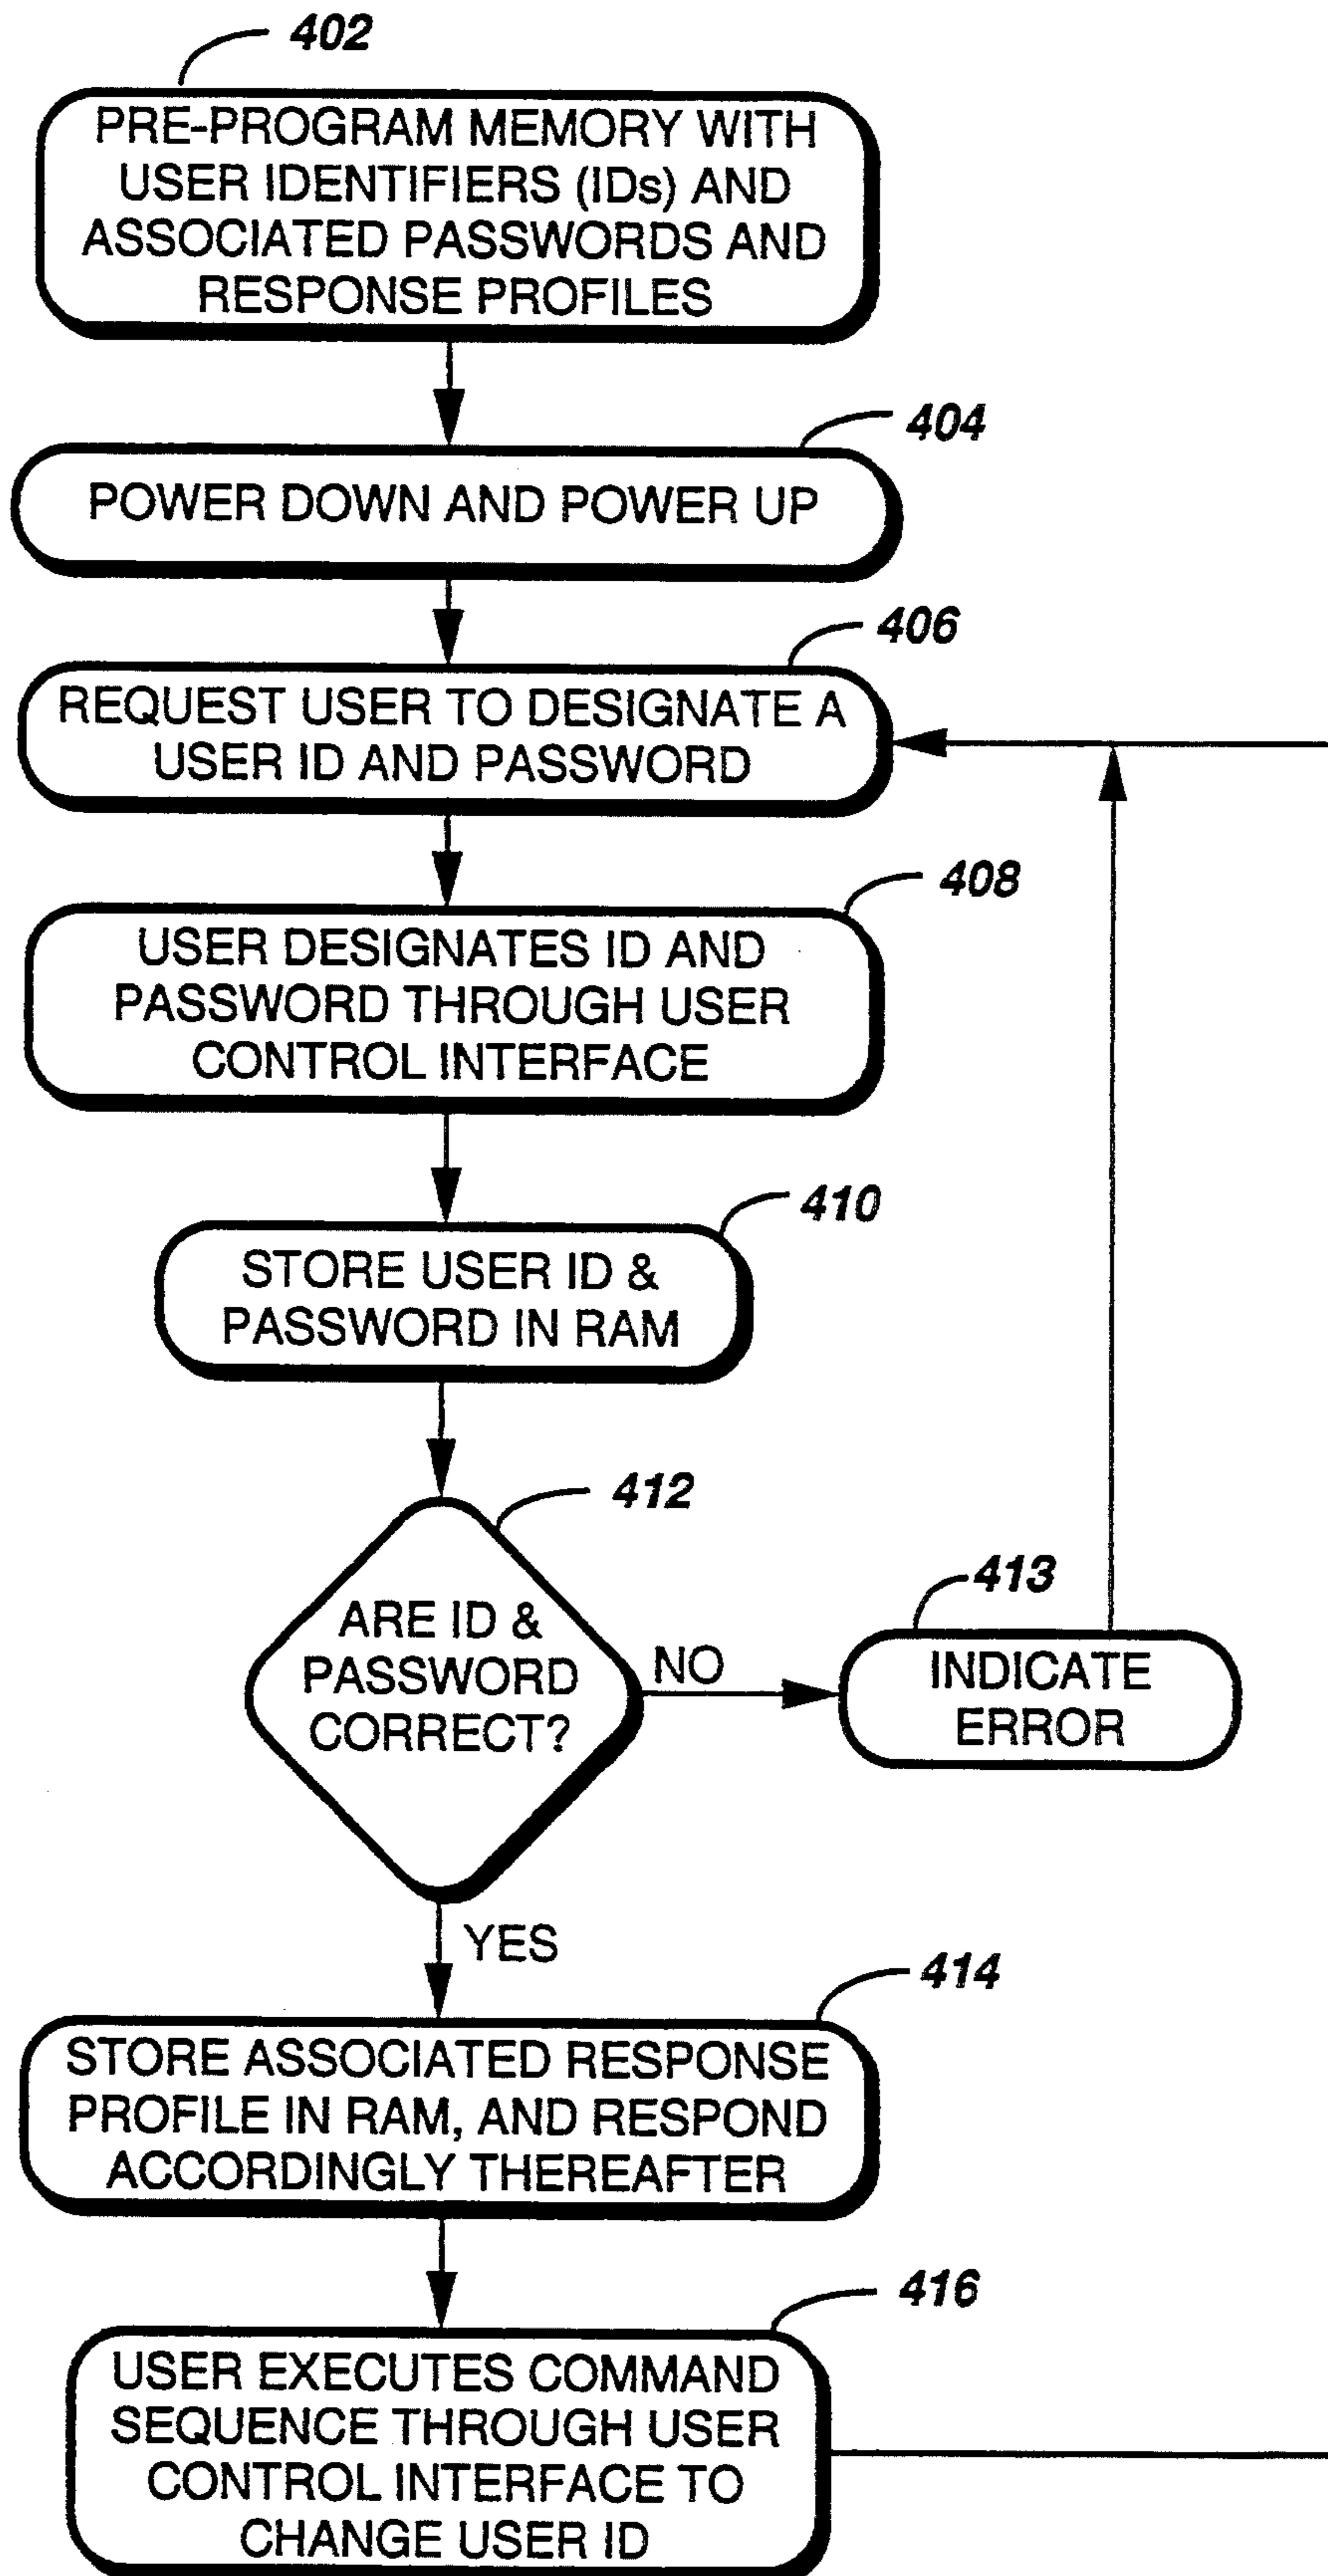 402
PRE-PROGRAM MEMORY WITH
USER IDENTIFIERS (IDs) AND
ASSOCIATED PASSWORDS AND
RESPONSE PROFILES
404
POWER DOWN AND POWER UP
406
REQUEST USER TO DESIGNATE A
USER ID AND PASSWORD
408
USER DESIGNATES ID AND
PASSWORD THROUGH USER
CONTROL INTERFACE
410
STORE USER ID &
PASSWORD IN RAM
412
ARE ID &
PASSWORD
CORRECT?
NO
413
INDICATE
ERROR
YES
414
STORE ASSOCIATED RESPONSE
PROFILE IN RAM, AND RESPOND
ACCORDINGLY THEREAFTER
416
USER EXECUTES COMMAND
SEQUENCE THROUGH USER
CONTROL INTERFACE TO
CHANGE USER ID